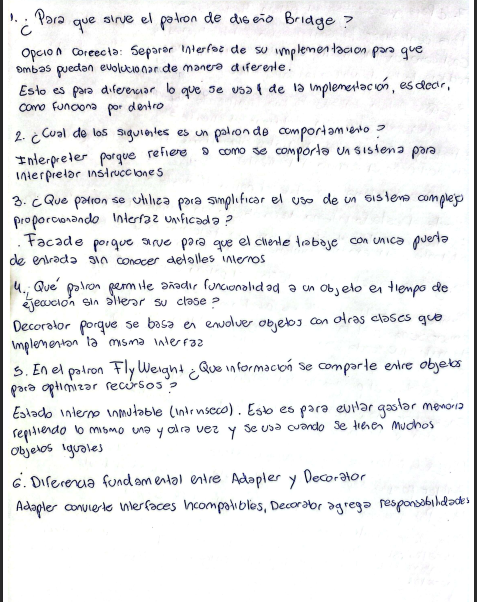 1. ¿Para que sirve el patron de diseño Bridge?
Opcion Correcta: Separar Interfaz de su implementacion para que
ambas puedan evolucionar de manera diferente.
Esto es para diferenciar lo que se usa y de la implementación, es decir,
como funciona por dentro
2. ¿Cual de los siguientes es un patron de comportamiento?
Interpreter porque refiere a como se comporta un sistema para
interpretar instrucciones
3. ¿Que patron se utiliza para simplificar el uso de un sistema complejo
proporcionando Interfaz unificada?
. Facade porque sirve para que el cliente trabaje con unica puerta
de entrada sin conocer detalles internos
4. ¿Qué patron permite añadir funcionalidad a un objeto en tiempo de
ejecución sin alterar su clase?
Decorator porque se basa en envolver objetos con otras clases que
implementan la misma interfaz
5. En el patron FlyWeight ¿Que información se comparte entre objetos
para optimizar recursos?
Estado interno inmutable (intrinseco). Esto es para evitar gastar memoria
repitiendo lo mismo una y otra vez y se usa cuando se tienen muchos
objetos iguales
6. Diferencia fundamental entre Adapter y Decorator
Adapter convierte interfaces incompatibles, Decorator agrega responsabilidades